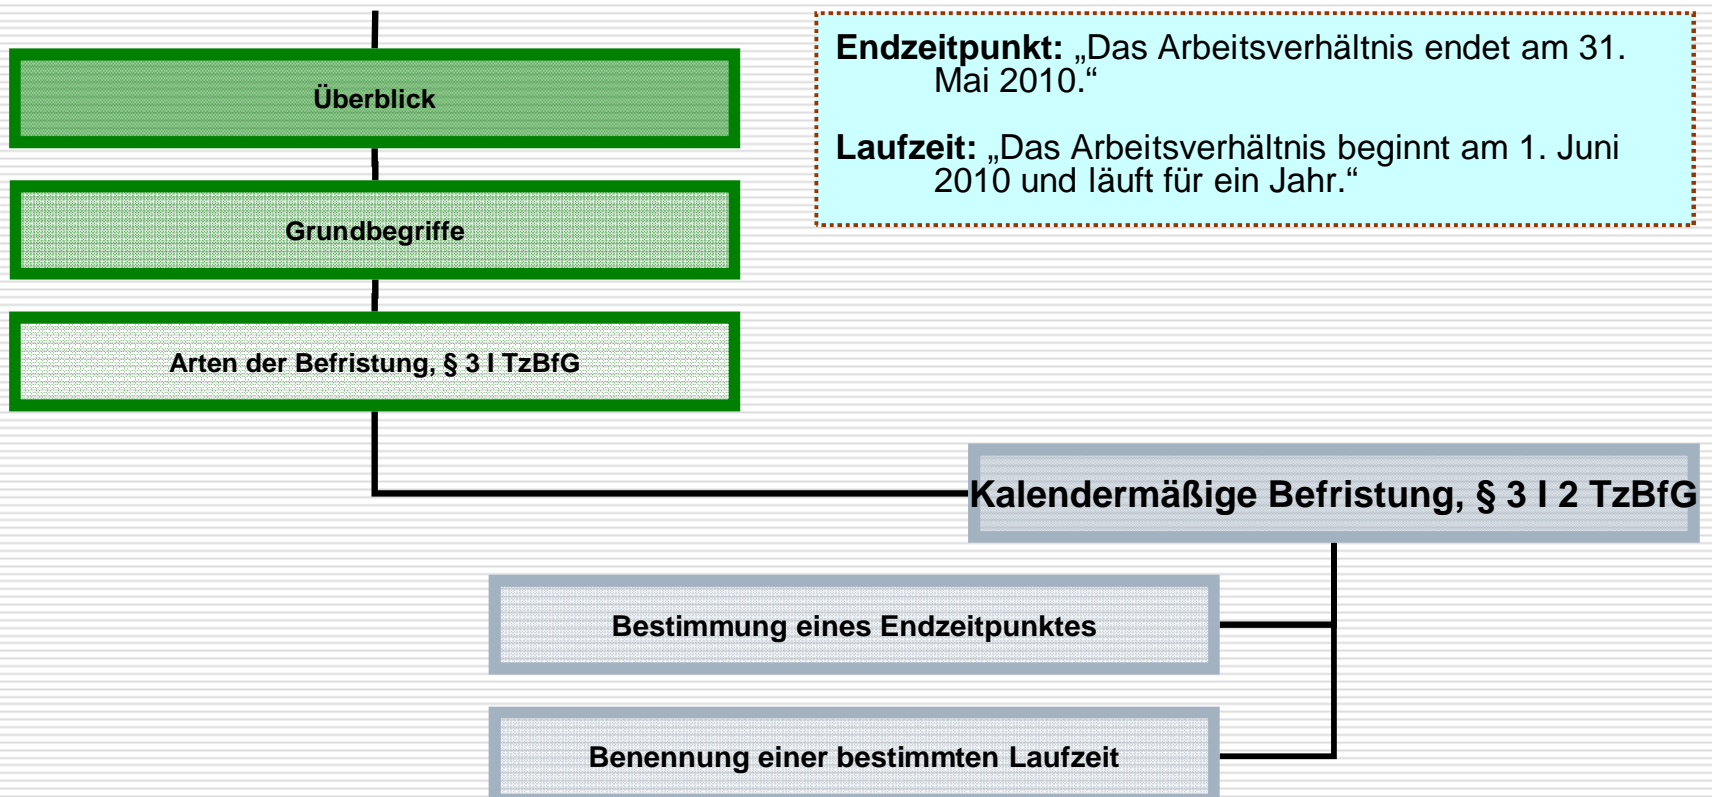 Überblick
Grundbegriffe
Arten der Befristung, § 3 I TzBfG
Endzeitpunkt: „Das Arbeitsverhältnis endet am 31.
Mai 2010.“
Laufzeit: „Das Arbeitsverhältnis beginnt am 1. Juni
2010 und läuft für ein Jahr.“
Kalendermäßige Befristung, § 3 I 2 TzBfG
Bestimmung eines Endzeitpunktes
Benennung einer bestimmten Laufzeit